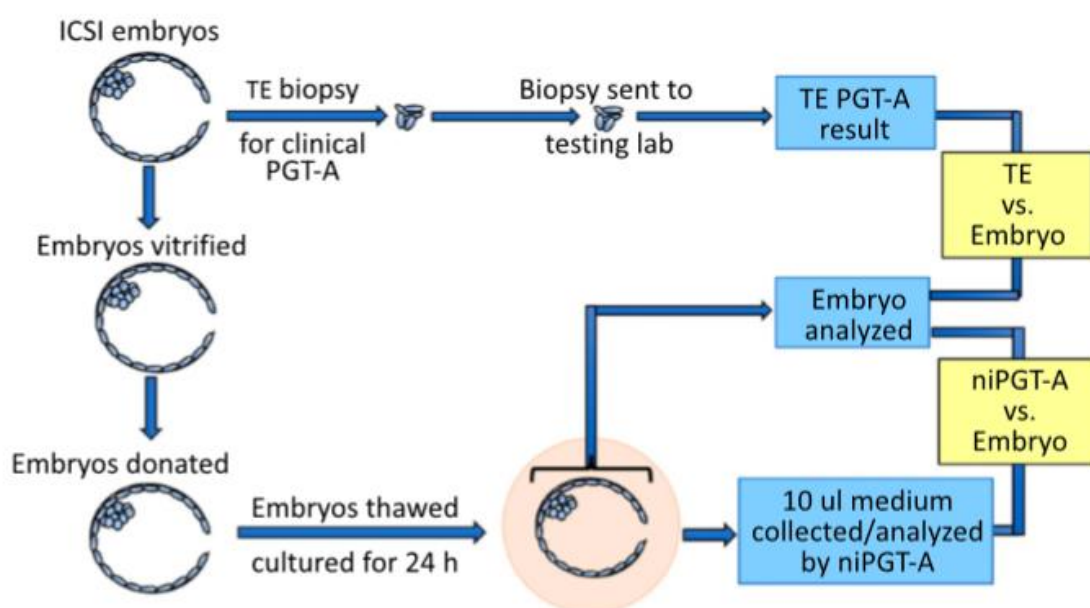 ICSI embryos
TE biopsy
for clinical
PGT-A
Biopsy sent to
testing lab
TE PGT-A
result
TE
vs.
Embryo
Embryos vitrified
Embryo
analyzed
niPGT-A
vs.
Embryo
Embryos donated
Embryos thawed
cultured for 24 h
10 ul medium
collected/analyzed
by niPGT-A